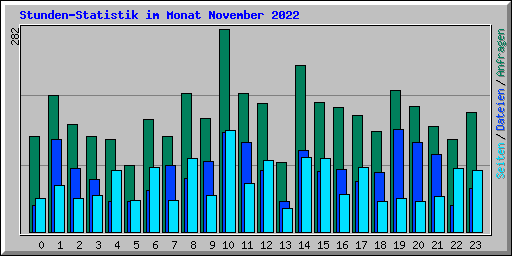 Stunden-Statistik im Monat November 2022
282
Seiten / Dateien / Anfragen
0 1 2 3 4 5 6 7 8 9 10 11 12 13 14 15 16 17 18 19 20 21 22 23